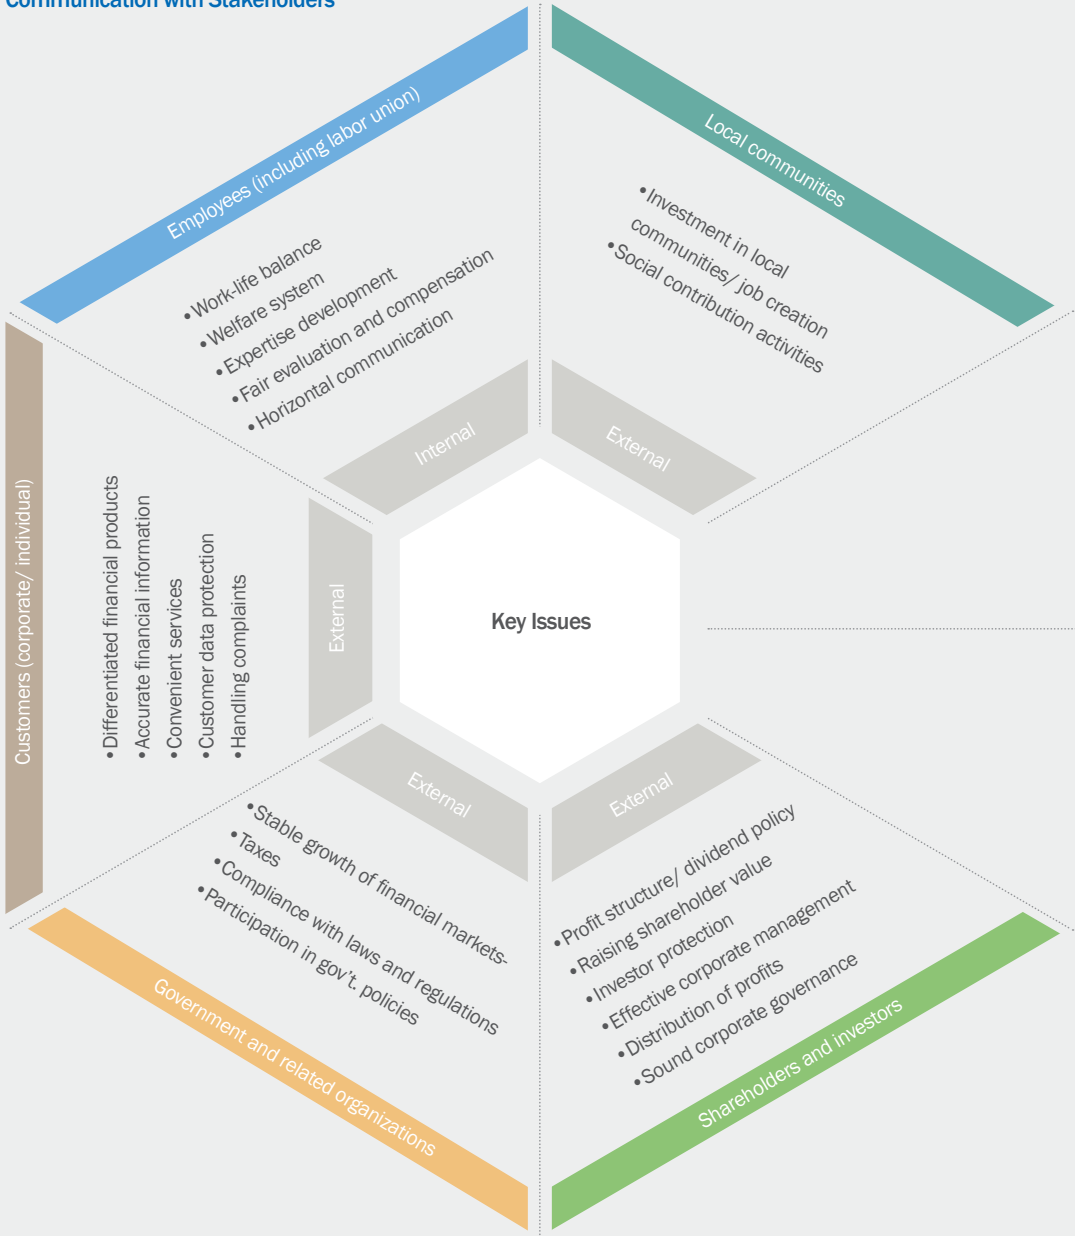 Communication with Stakeholders
Employees (including labor union)
•Work-life balance
•Welfare system
•Expertise development
•Fair evaluation and compensation
•Horizontal communication
Internal
Local communities
•Investment in local
communities/ job creation
•Social contribution activities
External
Customers (corporate/ individual)
•Differentiated financial products
•Accurate financial information
•Convenient services
•Customer data protection
•Handling complaints
External
Key Issues
External
•Stable growth of financial markets-
•Taxes
•Compliance with laws and regulations
•Participation in gov't. policies
Government and related organizations
External
•Profit structure/ dividend policy
•Raising shareholder value
•Investor protection
•Effective corporate management
•Distribution of profits
•Sound corporate governance
Shareholders and investors